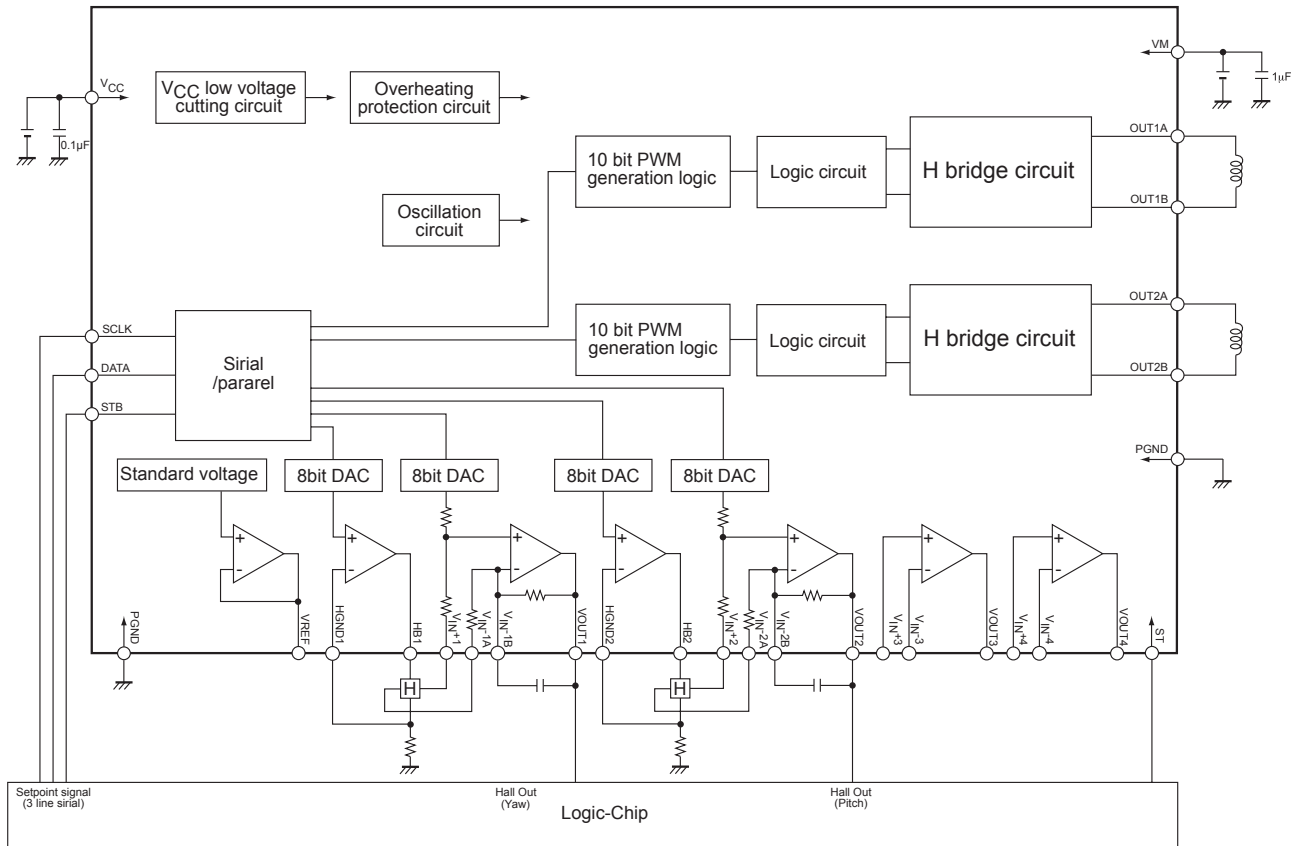 VM
VCC
VCC low voltage
cutting circuit
Overheating
protection circuit
1μF
0.1μF
OUT1A
10 bit PWM
generation logic
Logic circuit
H bridge circuit
OUT1B
Oscillation
circuit
OUT2A
SCLK
10 bit PWM
generation logic
Logic circuit
H bridge circuit
Sirial
/pararel
DATA
OUT2B
STB
PGND
Standard voltage
8bit DAC
8bit DAC
8bit DAC
8bit DAC
+
-
+
-
+
-
+
-
+
-
+
-
+
-
PGND
VREF
HGND1
HB1
VIN+1
VIN-1A
VIN-1B
VOUT1
HGND2
HB2
VIN+2
VIN-2A
VIN-2B
VOUT2
VIN+3
VIN-3
VOUT3
VIN+4
VIN-4
VOUT4
ST
H
H
Setpoint signal
(3 line sirial)
Hall Out
(Yaw)
Hall Out
(Pitch)
Logic-Chip